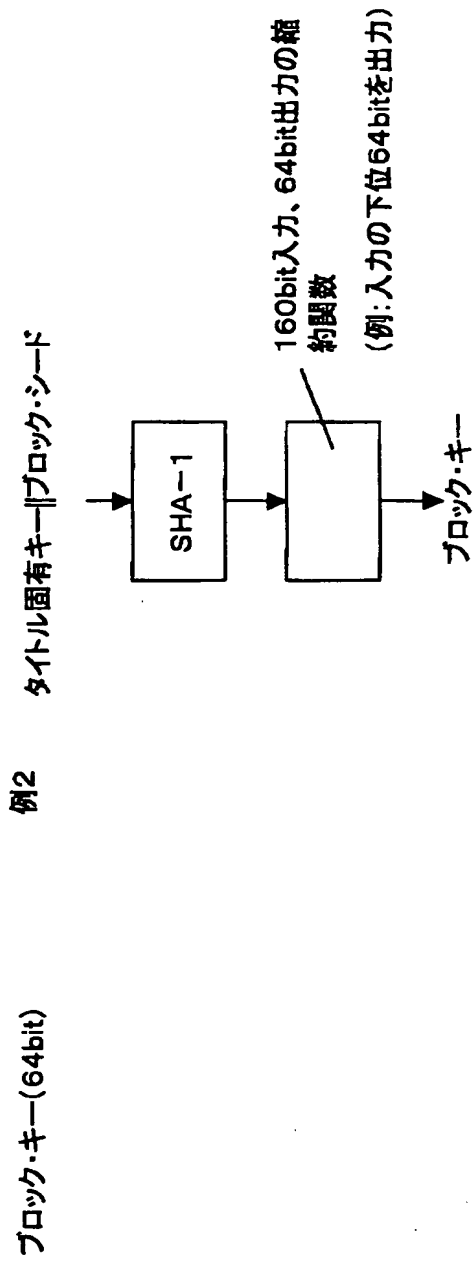 ブロック・キー(64bit)
例2
タイトル固有キー||ブロック・シード
SHA-1
160bit入力、64bit出力の縮
約関数
(例:入力の下位64bitを出力)
ブロック・キー